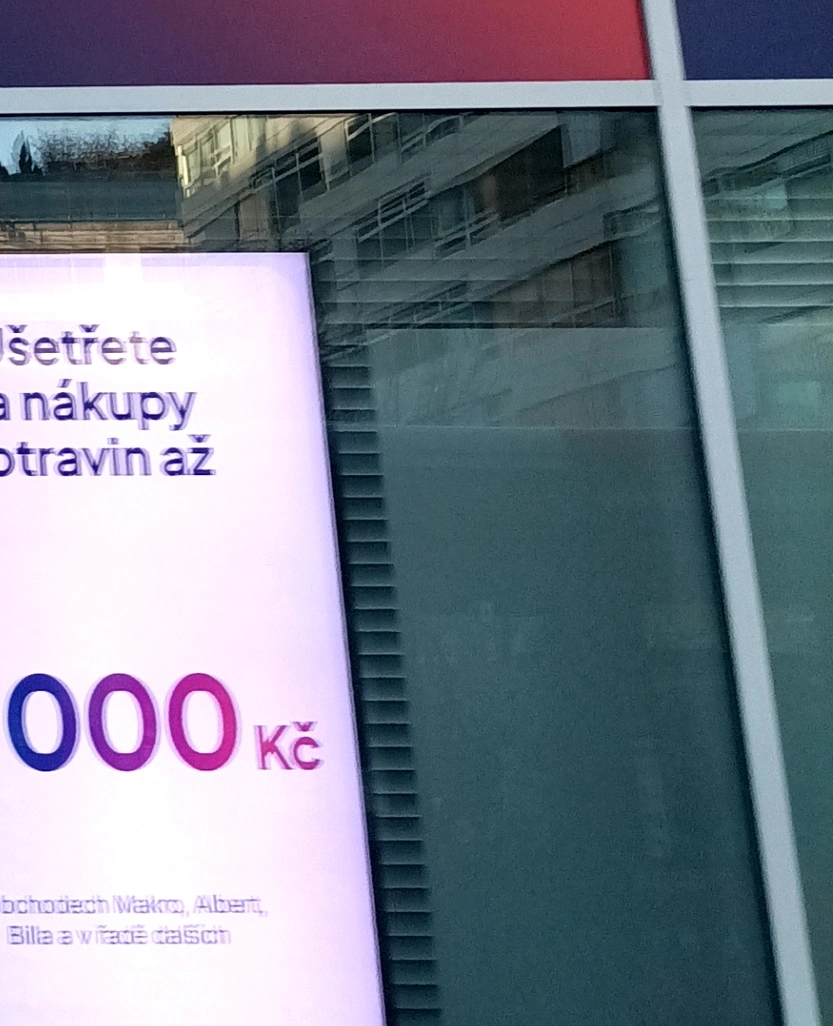 Ušetřete
a nákupy
otravin až
000 Kč
bchodech Makro, Albert,
Billa a v řadě dalších